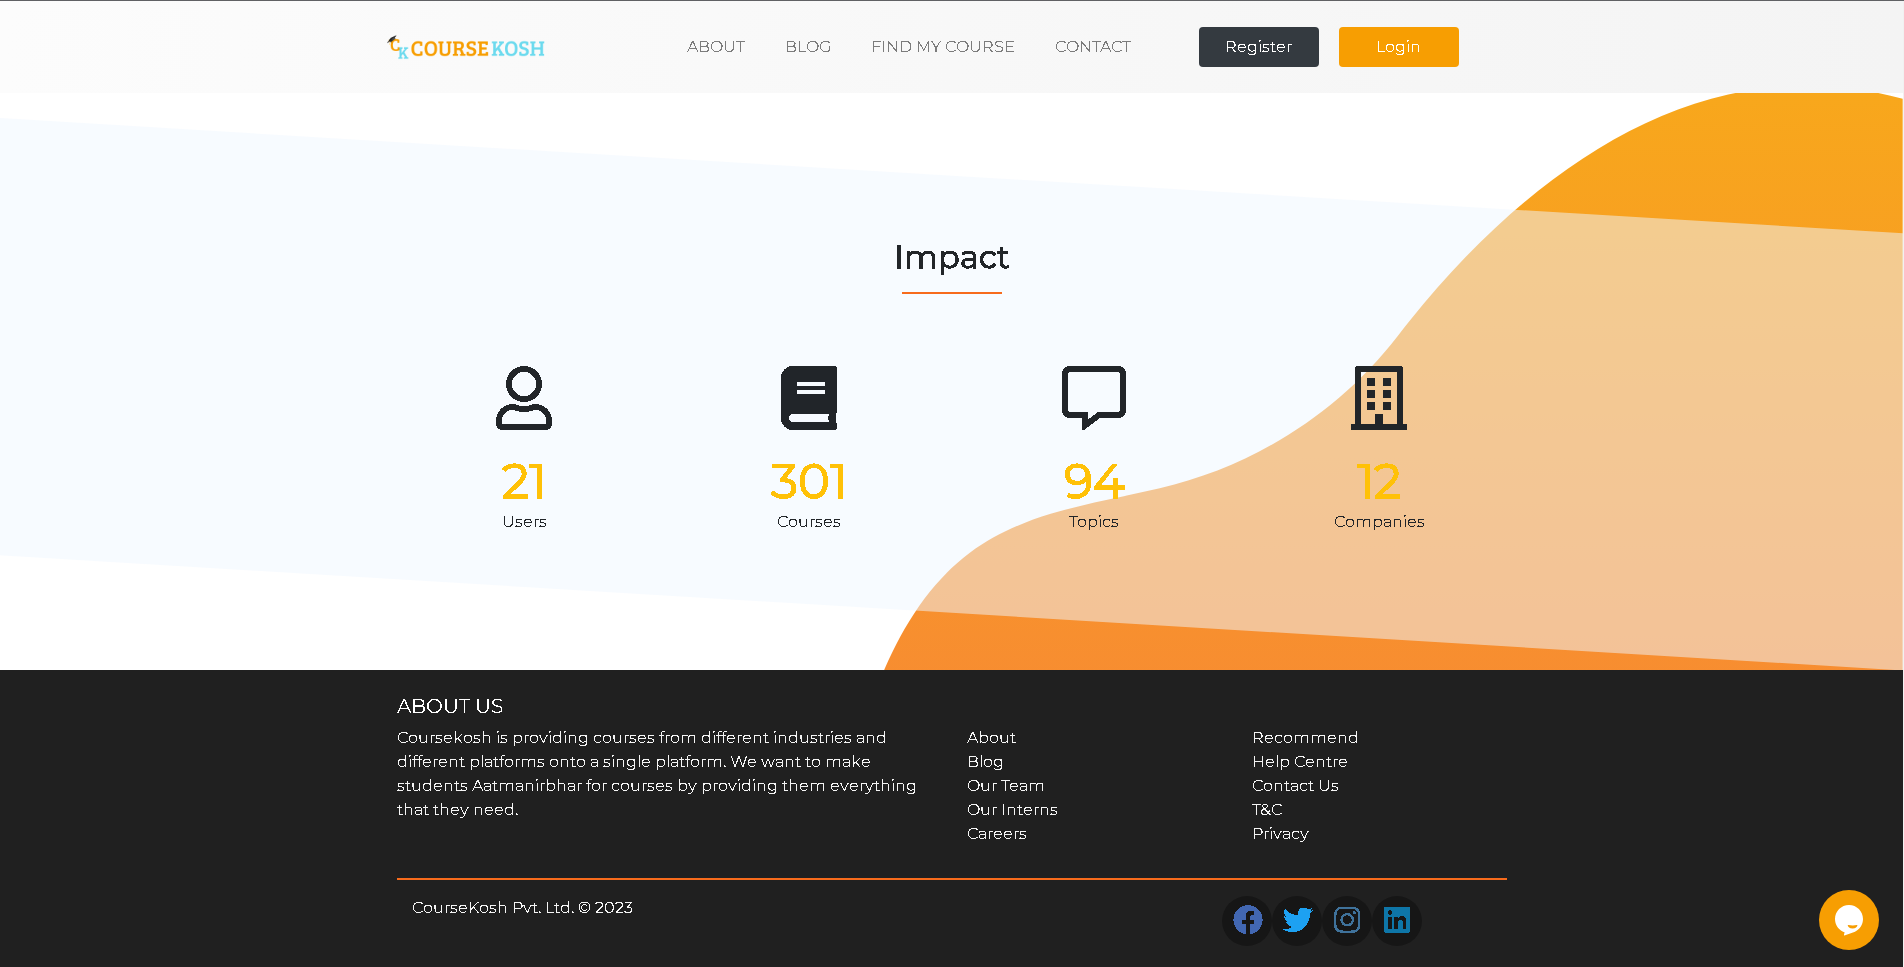 CK COURSE KOSH
ABOUT
BLOG
FIND MY COURSE
CONTACT
Register
Login
Impact
21
Users
301
Courses
94
Topics
12
Companies
ABOUT US
Coursekosh is providing courses from different industries and
different platforms onto a single platform. We want to make
students Aatmanirbhar for courses by providing them everything
that they need.
About
Blog
Our Team
Our Interns
Careers
Recommend
Help Centre
Contact Us
T&C
Privacy
CourseKosh Pvt. Ltd. © 2023